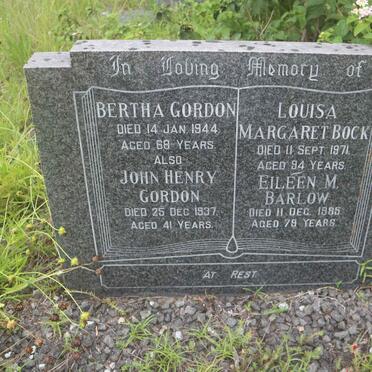 In Loving Memory of
BERTHA GORDON
DIED 14 JAN. 1944
AGED 68 YEARS.
ALSO
JOHN HENRY
GORDON
DIED 25 DEC. 1937.
AGED 41 YEARS.
LOUISA
MARGARET BOCK
DIED 11 SEPT. 1971.
AGED 94 YEARS.
EILEEN M.
BARLOW
DIED 11 DEC. 1985
AGED 78 YEARS.
AT REST